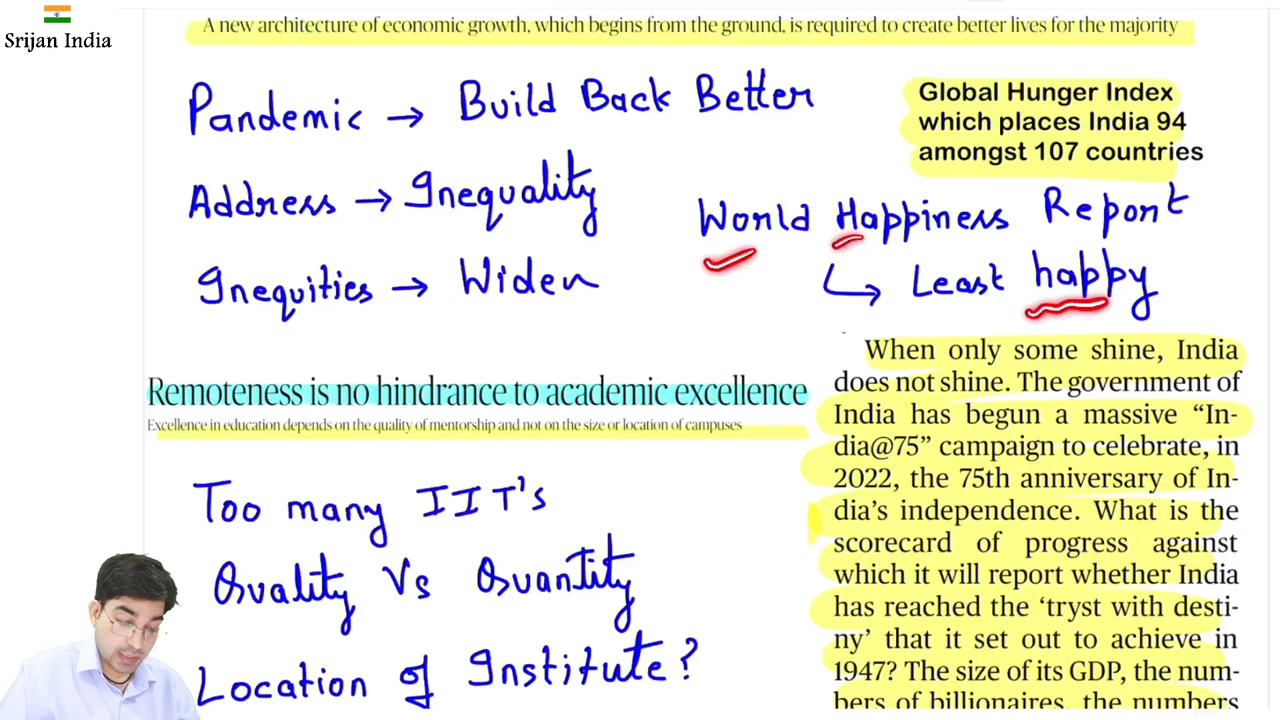 Srijan India
A new architecture of economic growth, which begins from the ground, is required to create better lives for the majority
Pandemic → Build Back Better
Address → Inequality
Inequities → Widen
Global Hunger Index
which places India 94
amongst 107 countries
World Happiness Report
↳ Least happy
Remoteness is no hindrance to academic excellence
Excellence in education depends on the quality of mentorship and not on the size or location of campuses
Too many IIT's
Quality Vs Quantity
Location of Institute?
When only some shine, India
does not shine. The government of
India has begun a massive “In-
dia@75” campaign to celebrate, in
2022, the 75th anniversary of In-
dia’s independence. What is the
scorecard of progress against
which it will report whether India
has reached the ‘tryst with desti-
ny’ that it set out to achieve in
1947? The size of its GDP, the num-
bers of billionaires, the numbers